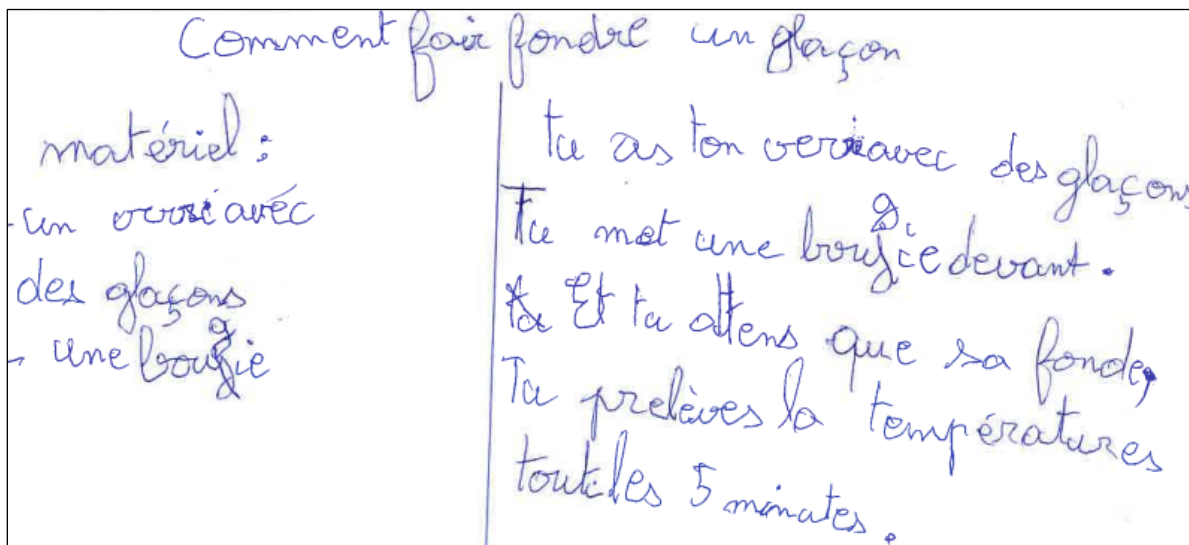 Comment fair fondre un glaçon
matériel :
- un verre avec
des glaçons
- une bougie
tu as ton verre avec des glaçons
Tu met une bougie devant.
Et tu attens que sa fonde,
Tu prelèves la températures
toute les 5 minutes.